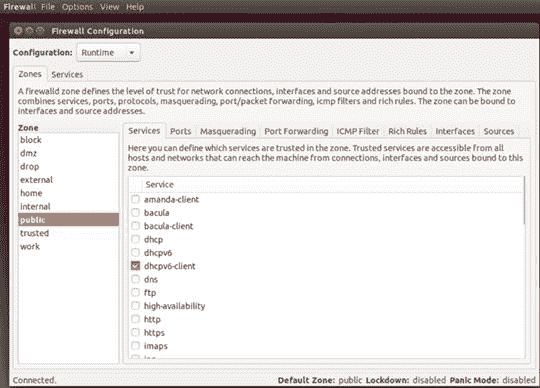 Firewall File Edit Options View Help
Firewall Configuration
Configuration: Runtime
Zones Services
A firewalld zone defines the level of trust for network connections, interfaces and source addresses bound to the zone. The zone
combines services, ports, protocols, masquerading, port/packet forwarding, icmp filters and rich rules. The zone can be bound to
interfaces and source addresses.
Zone
block
dmz
drop
external
home
internal
public
trusted
work
Services Ports Masquerading Port Forwarding ICMP Filter Rich Rules Interfaces Sources
Here you can define which services are trusted in the zone. Trusted services are accessible from all
hosts and networks that can reach the machine from connections, interfaces and sources bound to this
zone.
Service
amanda-client
bacula
bacula-client
dhcp
dhcpv6
dhcpv6-client
dns
ftp
high-availability
http
https
imaps
Connected.
Default Zone: public Lockdown: disabled Panic Mode: disabled